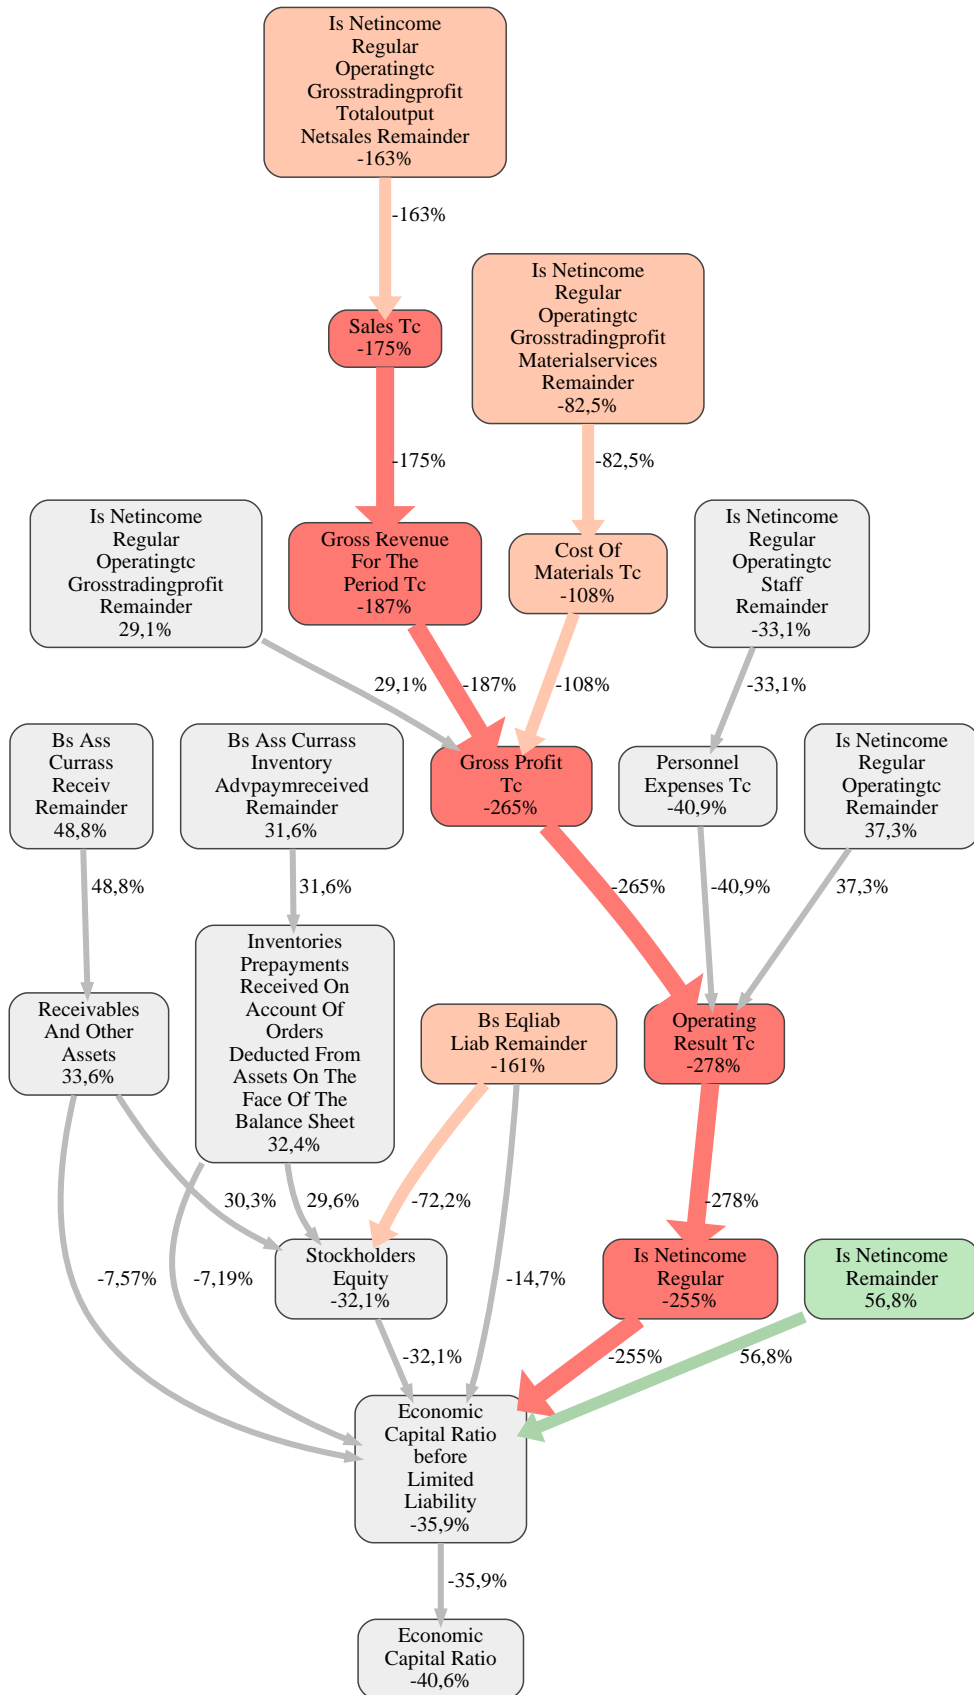 Is Netincome
Regular
Operatingtc
Grosstradingprofit
Totaloutput
Netsales Remainder
-163%
-163%
Sales Tc
-175%
Is Netincome
Regular
Operatingtc
Grosstradingprofit
Materialservices
Remainder
-82,5%
-175%
-82,5%
Is Netincome
Regular
Operatingtc
Grosstradingprofit
Remainder
29,1%
Gross Revenue
For The
Period Tc
-187%
Cost Of
Materials Tc
-108%
Is Netincome
Regular
Operatingtc
Staff
Remainder
-33,1%
29,1%
-187%
-108%
-33,1%
Bs Ass
Currass
Receiv
Remainder
48,8%
Bs Ass Currass
Inventory
Advpaymreceived
Remainder
31,6%
Gross Profit
Tc
-265%
Personnel
Expenses Tc
-40,9%
Is Netincome
Regular
Operatingtc
Remainder
37,3%
48,8%
31,6%
-265%
-40,9%
37,3%
Receivables
And Other
Assets
33,6%
Inventories
Prepayments
Received On
Account Of
Orders
Deducted From
Assets On The
Face Of The
Balance Sheet
32,4%
Bs Eqliab
Liab Remainder
-161%
Operating
Result Tc
-278%
30,3%
29,6%
-72,2%
-278%
-7,57%
-7,19%
Stockholders
Equity
-32,1%
-14,7%
Is Netincome
Regular
-255%
Is Netincome
Remainder
56,8%
-32,1%
-255%
56,8%
Economic
Capital Ratio
before
Limited
Liability
-35,9%
-35,9%
Economic
Capital Ratio
-40,6%